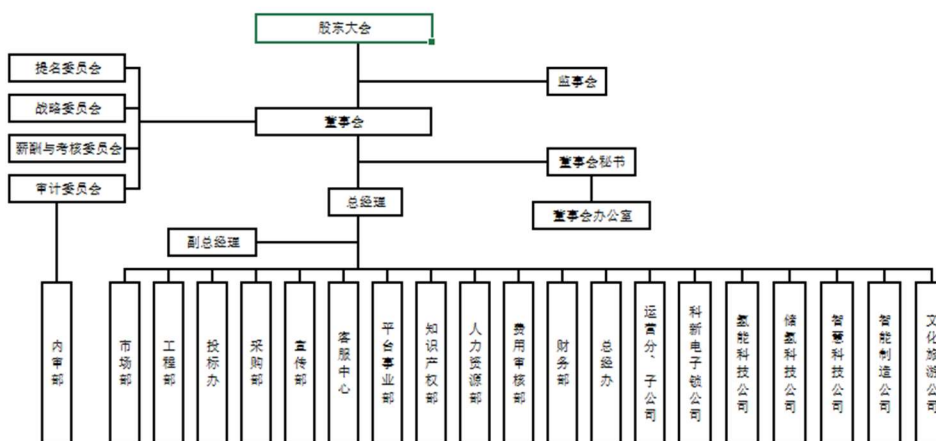 股东大会
提名委员会
监事会
战略委员会
董事会
薪酬与考核委员会
董事会秘书
审计委员会
总经理
董事会办公室
副总经理
内审部
市场部
工程部
投标办
采购部
宣传部
客服中心
平台事业部
知识产权部
人力资源部
费用审核部
财务部
总经办
运营分、子公司
科新电子锁公司
氢能科技公司
储氢科技公司
智慧科技公司
智能制造公司
文化旅游公司